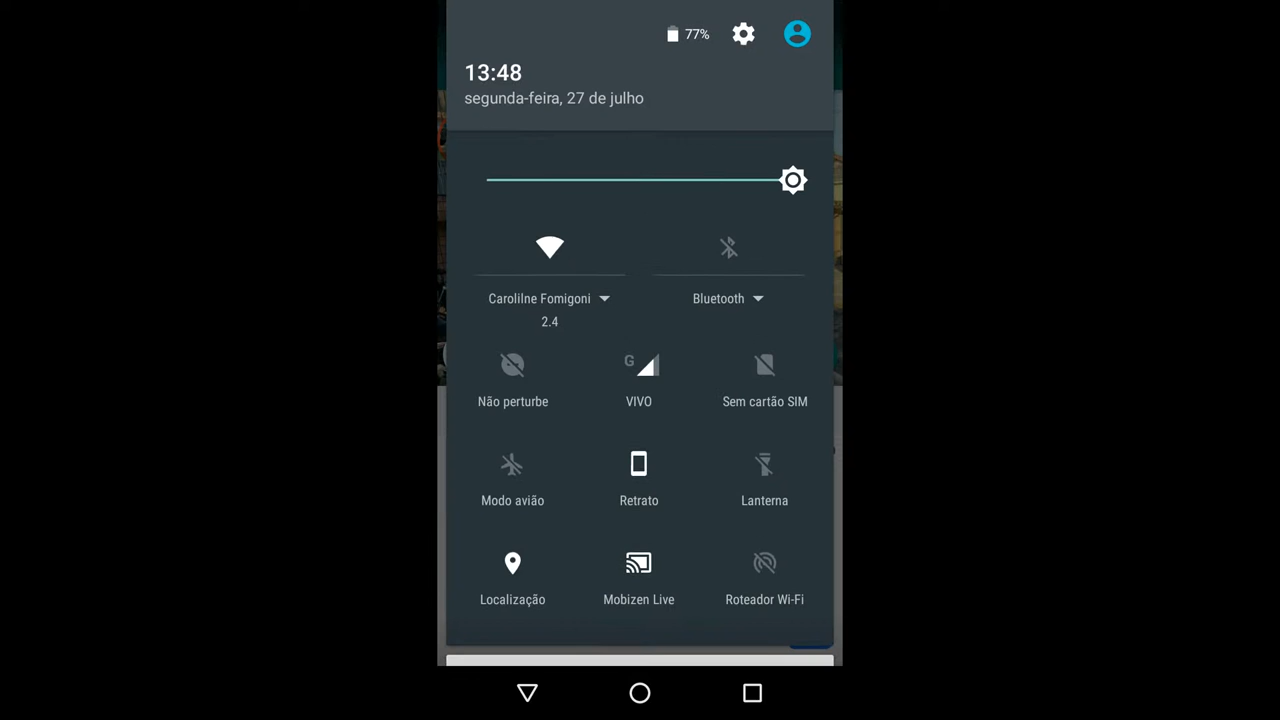 77%
13:48
segunda-feira, 27 de julho
Carolilne Fomigoni
2.4
Bluetooth
Não perturbe
G
VIVO
Sem cartão SIM
Modo avião
Retrato
Lanterna
Localização
Mobizen Live
Roteador Wi-Fi